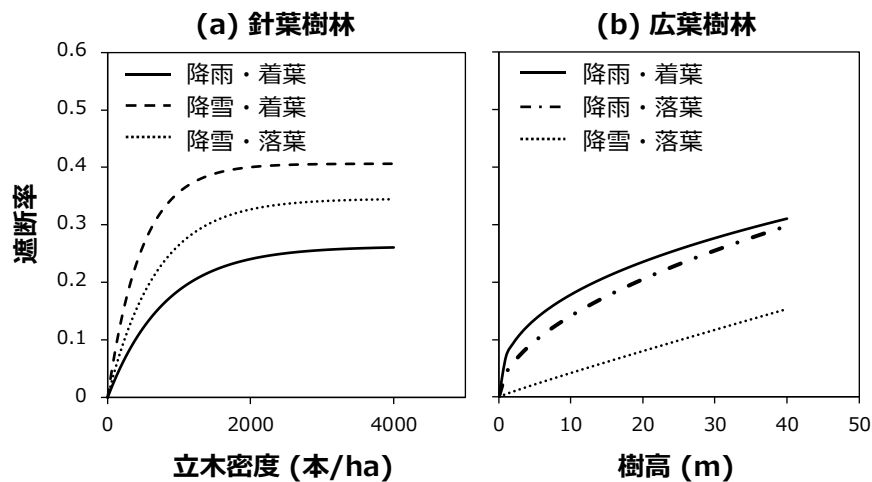 (a) 針葉樹林
(b) 広葉樹林
遮断率
0.6
0.5
0.4
0.3
0.2
0.1
0
降雨・着葉
降雪・着葉
降雪・落葉
0
2000
4000
立木密度 (本/ha)
降雨・着葉
降雨・落葉
降雪・落葉
0
10
20
30
40
50
樹高 (m)